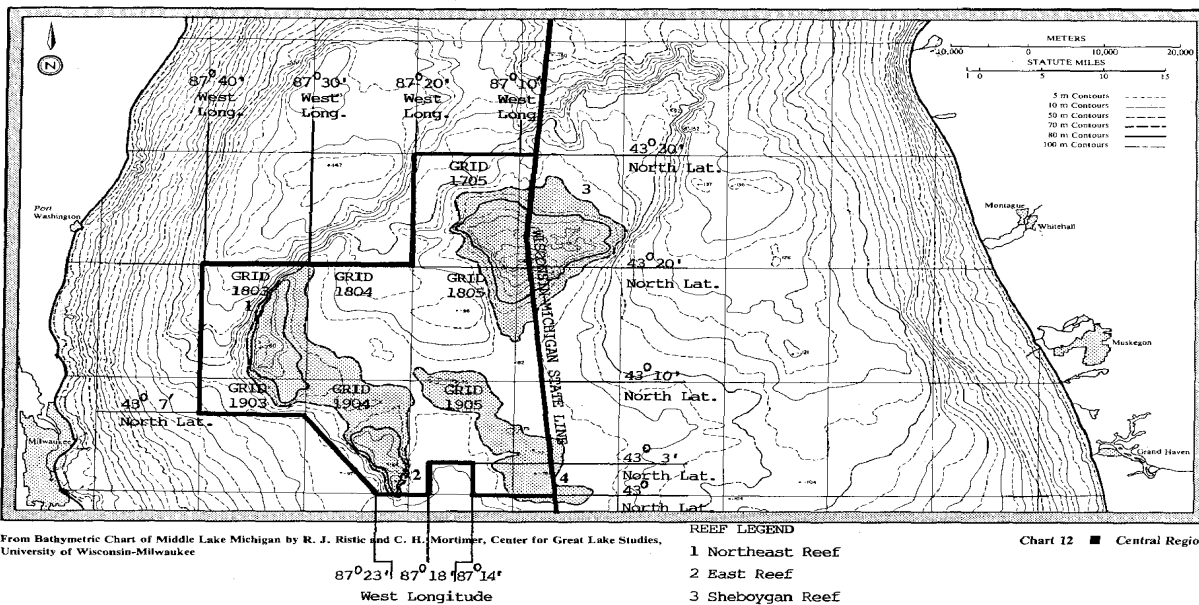 METERS
10,000 0 10,000 20,000
STATUTE MILES
1 0 5 10 15
5 m Contours
10 m Contours
50 m Contours
70 m Contours
80 m Contours
100 m Contours
N
87° 40' 87° 30' 87° 20' 87° 10'
West Long. West Long. West Long. West Long.
GRID 1705
43° 30'
North Lat.
3
Port Washington
Montague
Whitehall
WISCONSIN-MICHIGAN STATE LINE
43° 20'
North Lat.
GRID 1803
GRID 1804
GRID 1805
1
Muskegon
43° 10'
North Lat.
GRID 1903
GRID 1904
GRID 1905
43° 7'
North Lat.
Milwaukee
Grand Haven
2
4
43° 3'
North Lat.
43°
North Lat.
From Bathymetric Chart of Middle Lake Michigan by R. J. Ristic and C. H. Mortimer, Center for Great Lake Studies,
University of Wisconsin-Milwaukee
Chart 12 ■ Central Regio
87° 23' 87° 18' 87° 14'
West Longitude
REEF LEGEND
1 Northeast Reef
2 East Reef
3 Sheboygan Reef